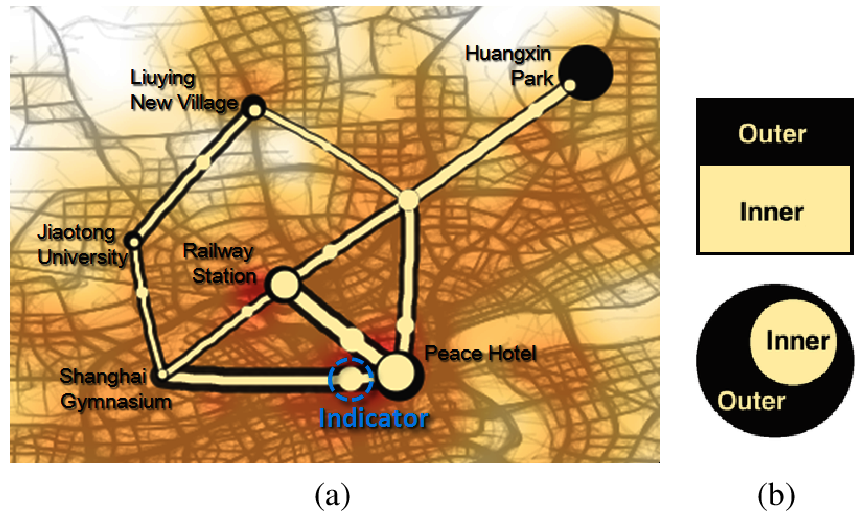 Huangxin
Park
Liuying
New Village
Jiaotong
University
Railway
Station
Peace Hotel
Shanghai
Gymnasium
Indicator
(a)
Outer
Inner
Inner
Outer
(b)